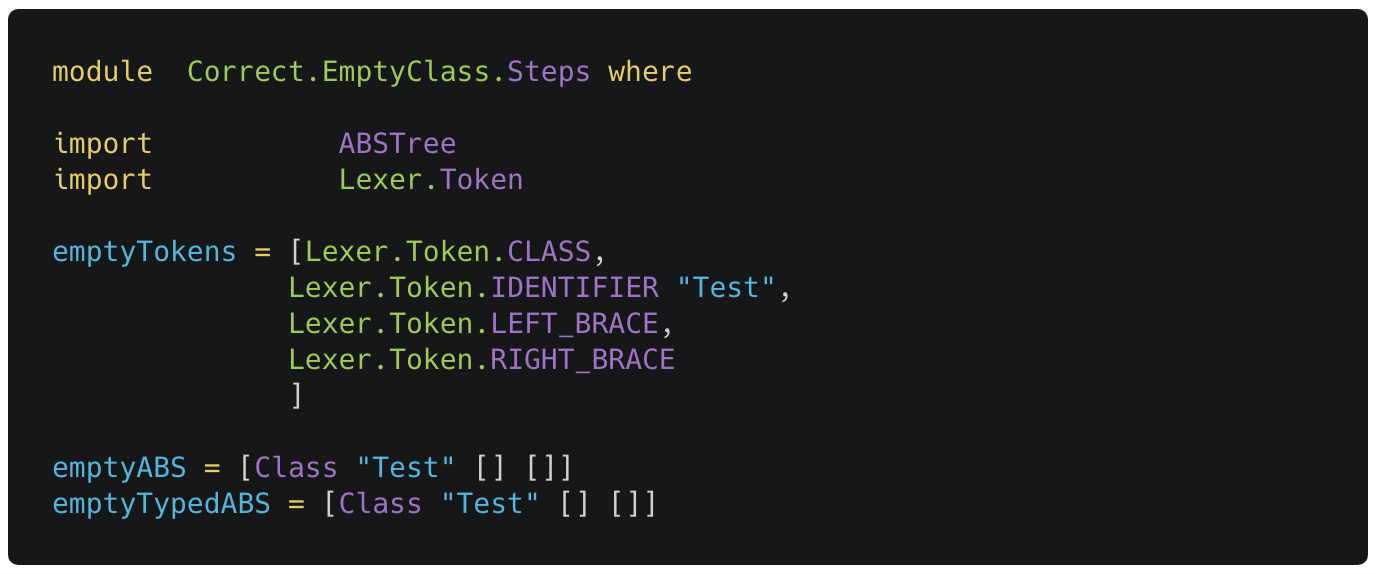 module  Correct.EmptyClass.Steps where

import           ABSTree
import           Lexer.Token

emptyTokens = [Lexer.Token.CLASS,
              Lexer.Token.IDENTIFIER "Test",
              Lexer.Token.LEFT_BRACE,
              Lexer.Token.RIGHT_BRACE
              ]

emptyABS = [Class "Test" [] []]
emptyTypedABS = [Class "Test" [] []]